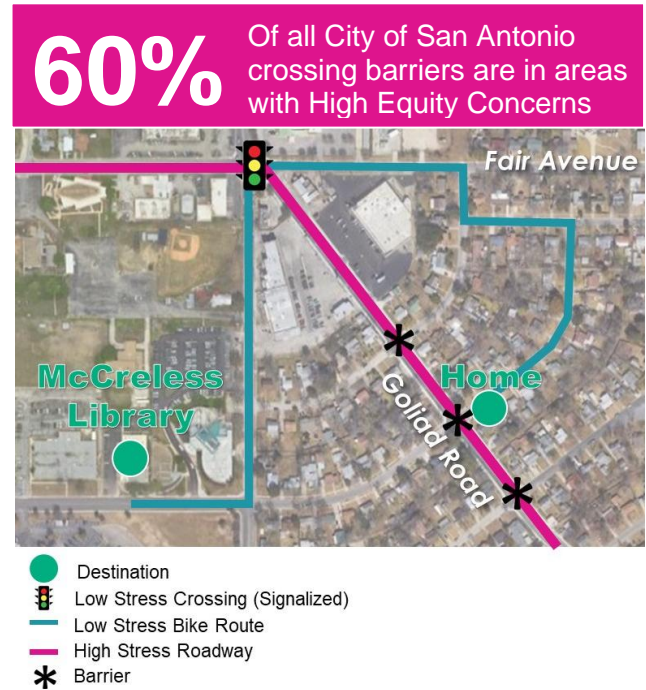 60%
Of all City of San Antonio
crossing barriers are in areas
with High Equity Concerns
Fair Avenue
McCreless
Library
Home
Goliad Road
Destination
Low Stress Crossing (Signalized)
Low Stress Bike Route
High Stress Roadway
Barrier